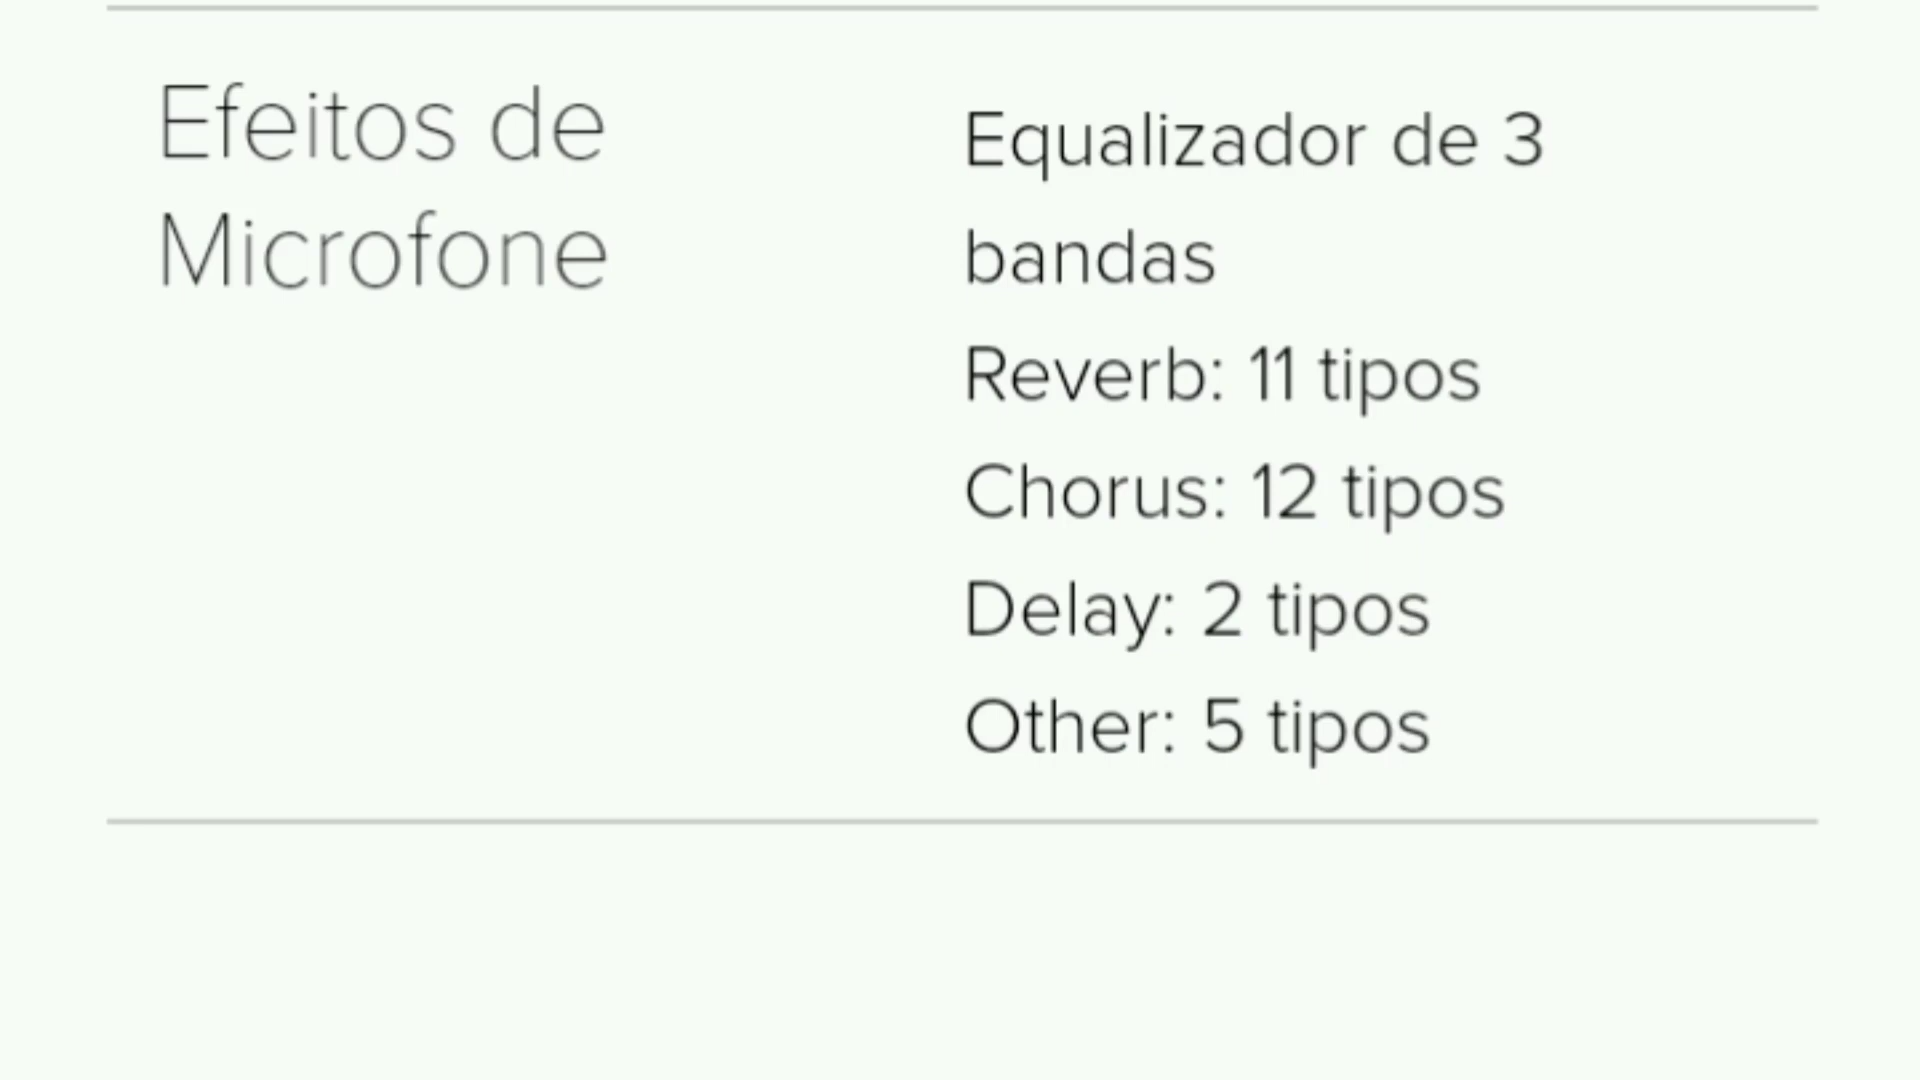 Efeitos de
Microfone
Equalizador de 3
bandas
Reverb: 11 tipos
Chorus: 12 tipos
Delay: 2 tipos
Other: 5 tipos